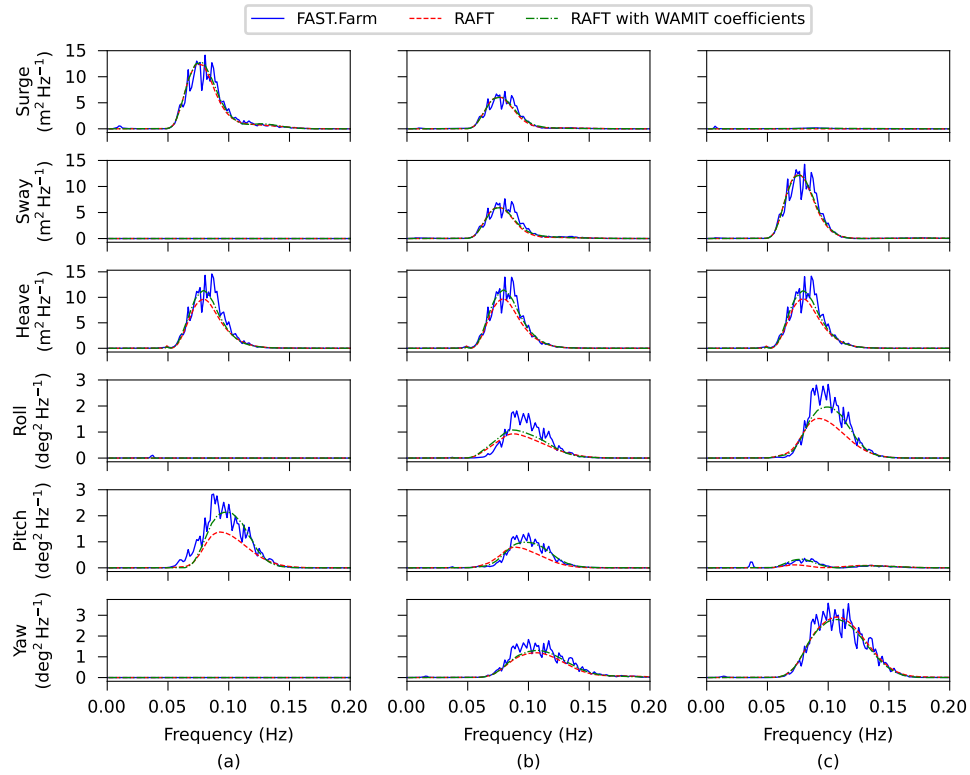 FAST.Farm RAFT RAFT with WAMIT coefficients
Surge
(m² Hz⁻¹)
15
10
5
0
Sway
(m² Hz⁻¹)
15
10
5
0
Heave
(m² Hz⁻¹)
15
10
5
0
Roll
(deg² Hz⁻¹)
3
2
1
0
Pitch
(deg² Hz⁻¹)
3
2
1
0
Yaw
(deg² Hz⁻¹)
3
2
1
0
0.00 0.05 0.10 0.15 0.20 0.00 0.05 0.10 0.15 0.20 0.00 0.05 0.10 0.15 0.20
Frequency (Hz) Frequency (Hz) Frequency (Hz)
(a) (b) (c)